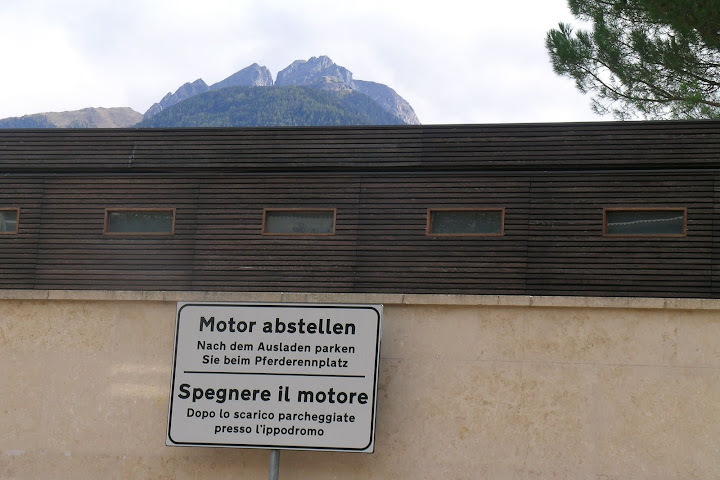 Motor abstellen
Nach dem Ausladen parken
Sie beim Pferderennplatz
Spegnere il motore
Dopo lo scarico parcheggiate
presso l'ippodromo